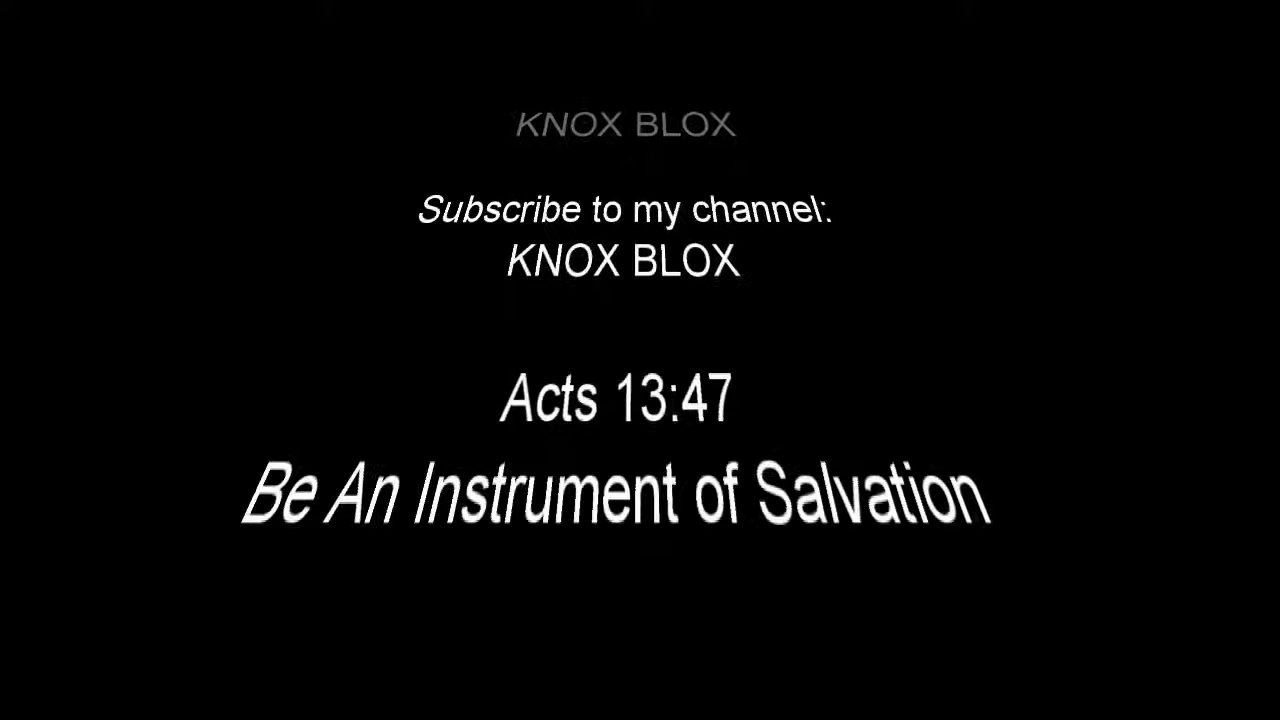 KNOX BLOX
Subscribe to my channel:
KNOX BLOX
Acts 13:47
Be An Instrument of Salvation